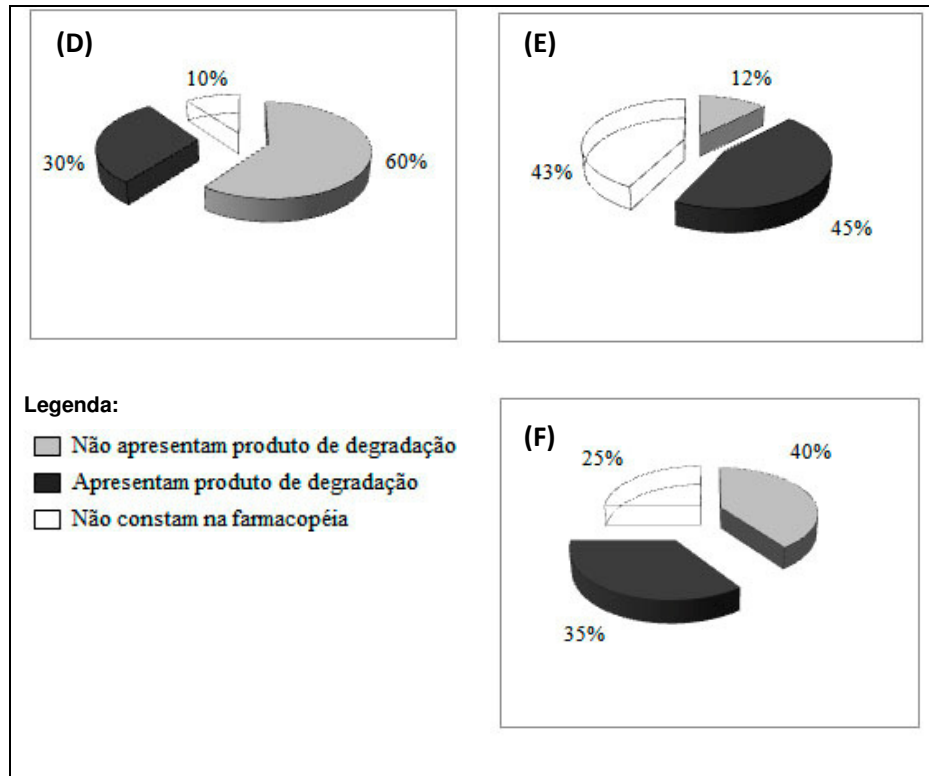 (D)
10%
30%
60%
(E)
12%
43%
45%
Legenda:
Não apresentam produto de degradação
Apresentam produto de degradação
Não constam na farmacopéia
(F)
25%
40%
35%